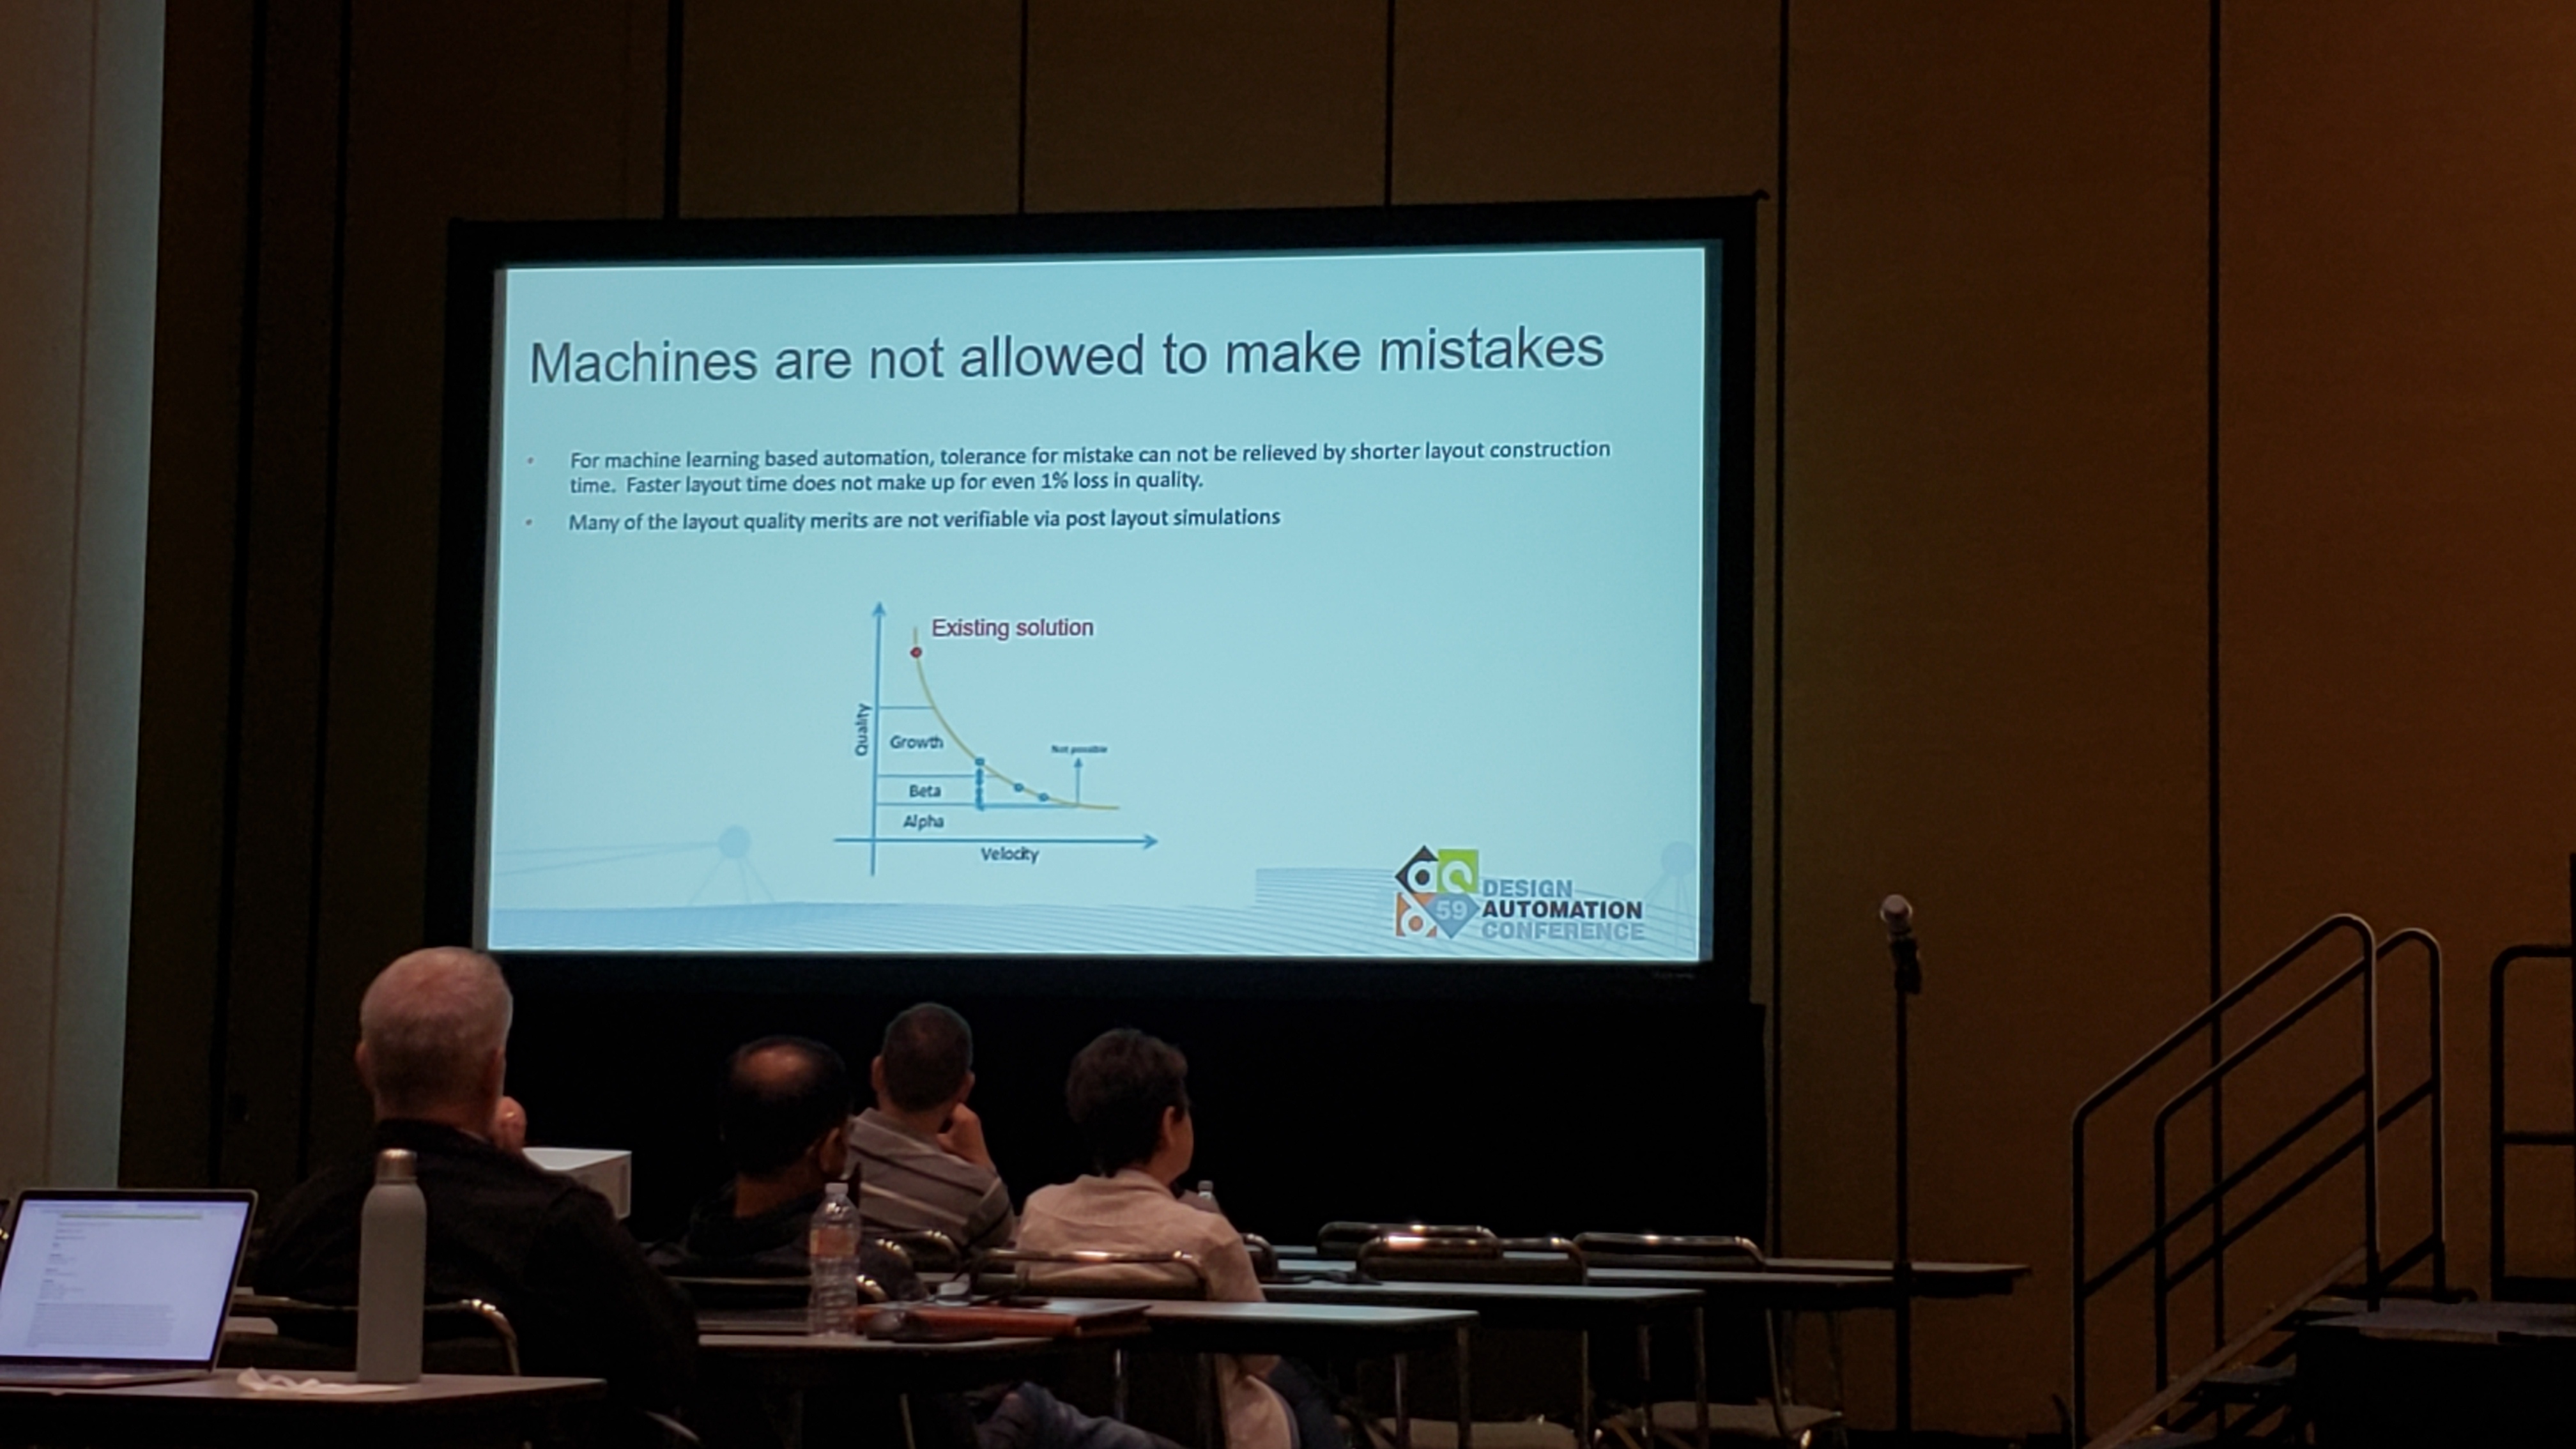 Machines are not allowed to make mistakes
• For machine learning based automation, tolerance for mistake can not be relieved by shorter layout construction
time. Faster layout time does not make up for even 1% loss in quality.
• Many of the layout quality merits are not verifiable via post layout simulations
Existing solution
Quality
Growth
Not possible
Beta
Alpha
Velocity
59
DESIGN
AUTOMATION
CONFERENCE